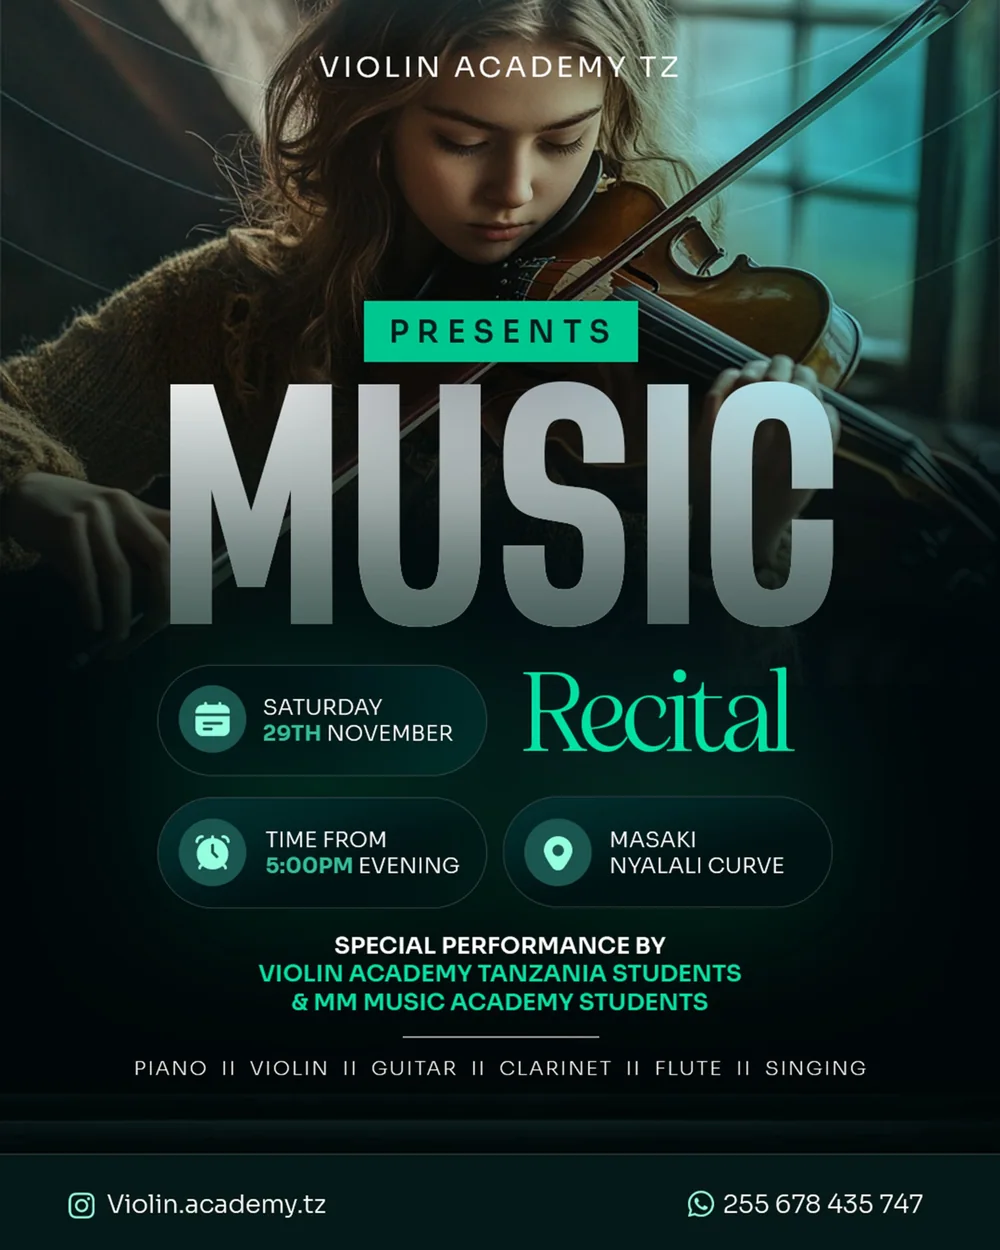 VIOLIN ACADEMY TZ
PRESENTS
MUSIC
Recital
SATURDAY
29TH NOVEMBER
TIME FROM
5:00PM EVENING
MASAKI
NYALALI CURVE
SPECIAL PERFORMANCE BY
VIOLIN ACADEMY TANZANIA STUDENTS
& MM MUSIC ACADEMY STUDENTS
PIANO II VIOLIN II GUITAR II CLARINET II FLUTE II SINGING
Violin.academy.tz
255 678 435 747